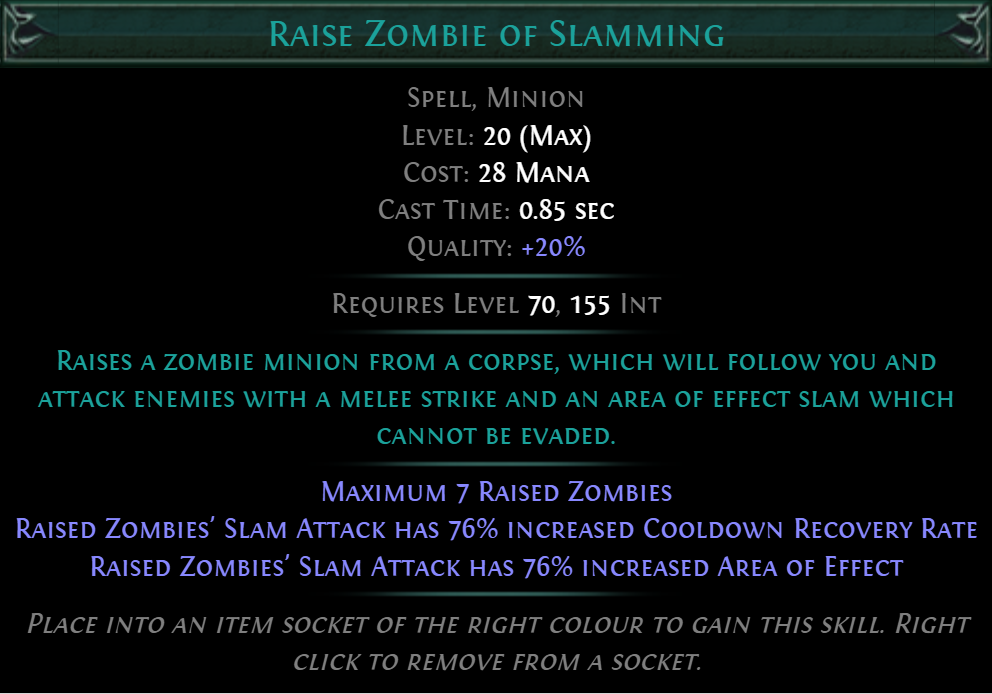 Raise Zombie of Slamming
Spell, Minion
Level: 20 (Max)
Cost: 28 Mana
Cast Time: 0.85 sec
Quality: +20%
Requires Level 70, 155 Int
Raises a zombie minion from a corpse, which will follow you and
attack enemies with a melee strike and an area of effect slam which
cannot be evaded.
Maximum 7 Raised Zombies
Raised Zombies' Slam Attack has 76% increased Cooldown Recovery Rate
Raised Zombies' Slam Attack has 76% increased Area of Effect
Place into an item socket of the right colour to gain this skill. Right
click to remove from a socket.